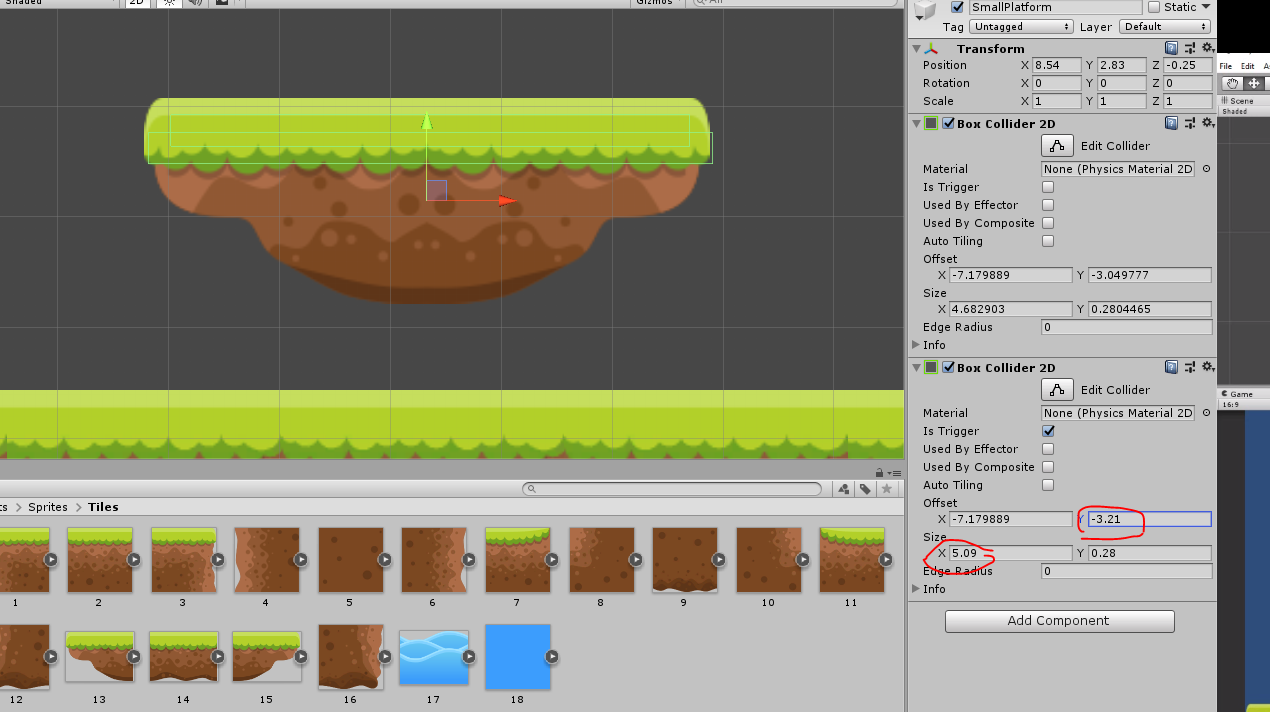 Shaded 2D Gizmos All
SmallPlatform Static
Tag Untagged Layer Default
Transform
Position X 8.54 Y 2.83 Z -0.25
Rotation X 0 Y 0 Z 0
Scale X 1 Y 1 Z 1
Box Collider 2D
Edit Collider
Material None (Physics Material 2D
Is Trigger
Used By Effector
Used By Composite
Auto Tiling
Offset
X -7.179889 Y -3.049777
Size
X 4.682903 Y 0.2804465
Edge Radius 0
Info
Box Collider 2D
Edit Collider
Material None (Physics Material 2D
Is Trigger
Used By Effector
Used By Composite
Auto Tiling
Offset
X -7.179889 Y -3.21
Size
X 5.09 Y 0.28
Edge Radius 0
Info
Add Component
File Edit As
Scene
Shaded
Game
16:9
ts > Sprites > Tiles
1 2 3 4 5 6 7 8 9 10 11
12 13 14 15 16 17 18